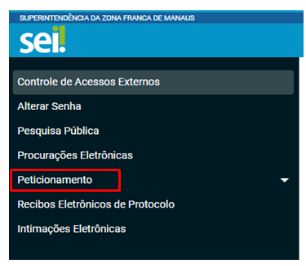 SUPERINTENDÊNCIA DA ZONA FRANCA DE MANAUS
sei!
Controle de Acessos Externos
Alterar Senha
Pesquisa Pública
Procurações Eletrônicas
Peticionamento
Recibos Eletrônicos de Protocolo
Intimações Eletrônicas